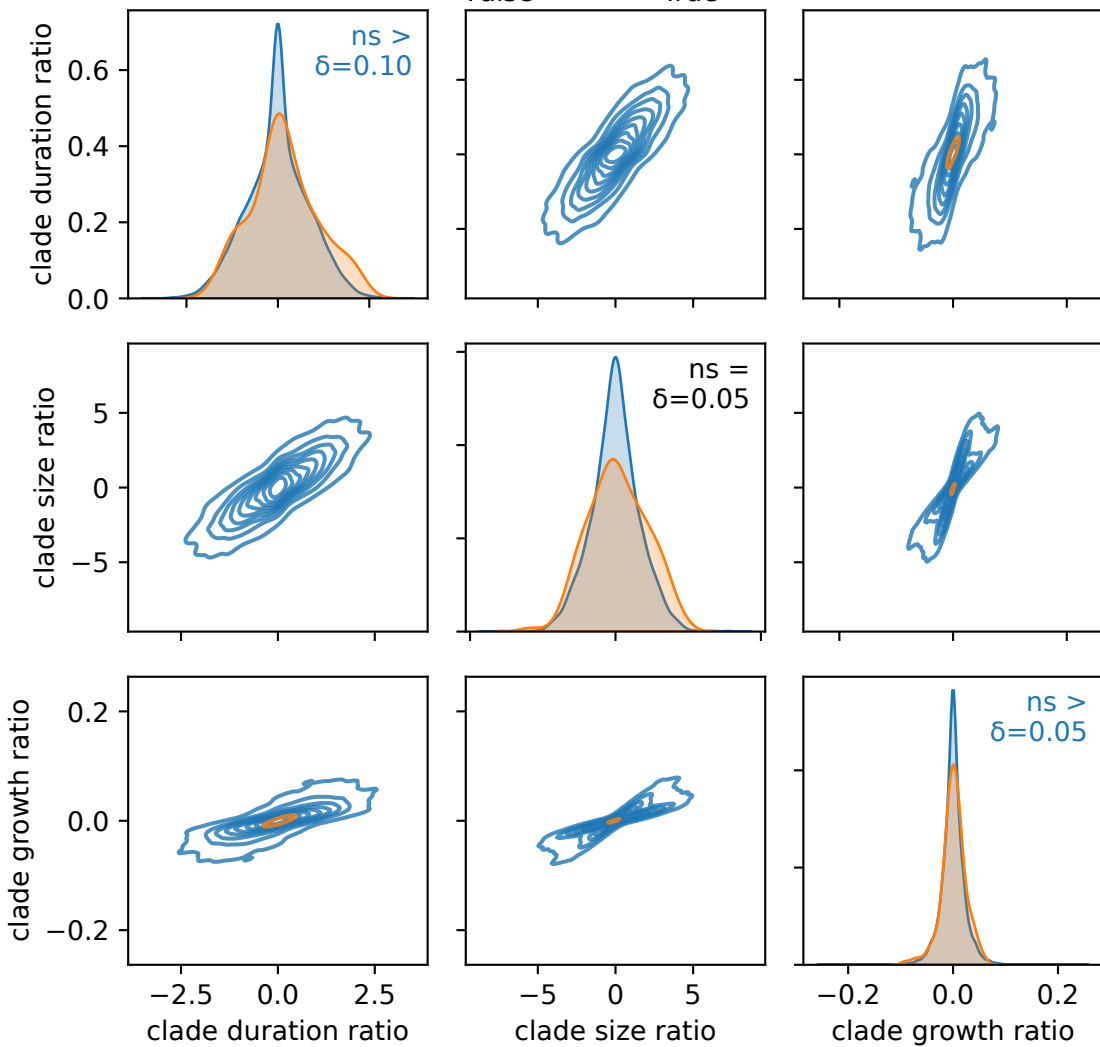 clade duration ratio
0.6
0.4
0.2
0.0
ns >
δ=0.10
clade size ratio
5
0
−5
ns =
δ=0.05
clade growth ratio
0.2
0.0
−0.2
ns >
δ=0.05
−2.5 0.0 2.5
−5 0 5
−0.2 0.0 0.2
clade duration ratio
clade size ratio
clade growth ratio